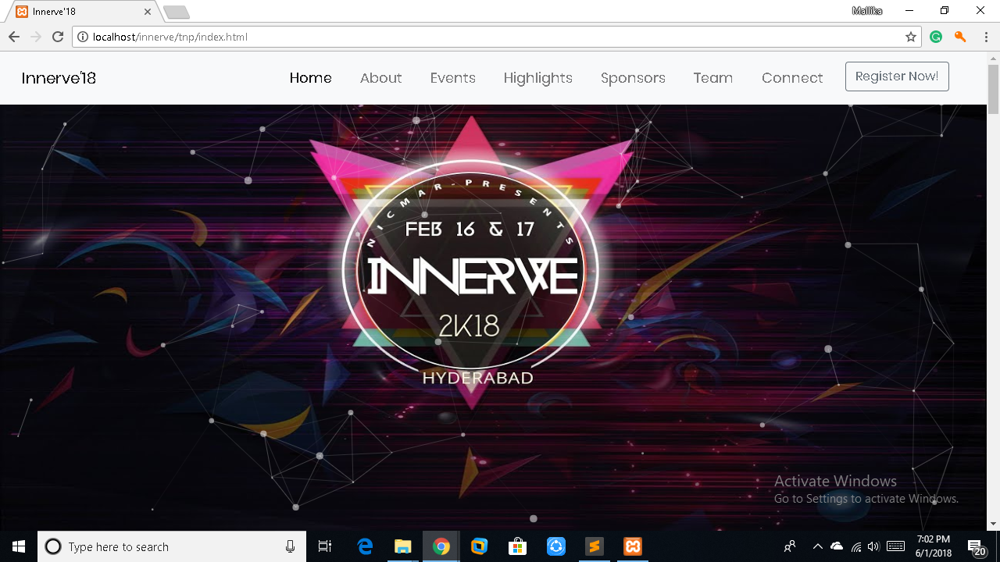 Innerve'18
Mallika
localhost/innerve/tnp/index.html
Innerve'18 Home About Events Highlights Sponsors Team Connect Register Now!
NICMAR-PRESENTS
FEB 16 & 17
INNERVE
2K18
HYDERABAD
Activate Windows
Go to Settings to activate Windows.
Type here to search
7:02 PM
6/1/2018
20